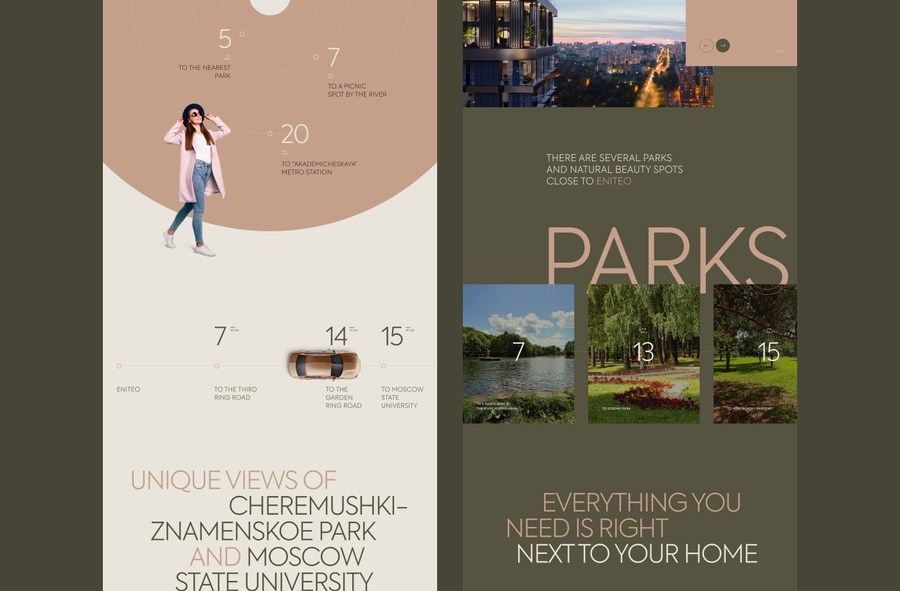 5
TO THE NEAREST
PARK
7
TO A PICNIC
SPOT BY THE RIVER
20
TO "AKADEMICHESKAYA"
METRO STATION
7
14
15
ENITEO
TO THE THIRD
RING ROAD
TO THE
GARDEN
RING ROAD
TO MOSCOW
STATE
UNIVERSITY
UNIQUE VIEWS OF
CHEREMUSHKI–
ZNAMENSKOE PARK
AND MOSCOW
STATE UNIVERSITY
THERE ARE SEVERAL PARKS
AND NATURAL BEAUTY SPOTS
CLOSE TO ENITEO
PARKS
7
13
15
EVERYTHING YOU
NEED IS RIGHT
NEXT TO YOUR HOME